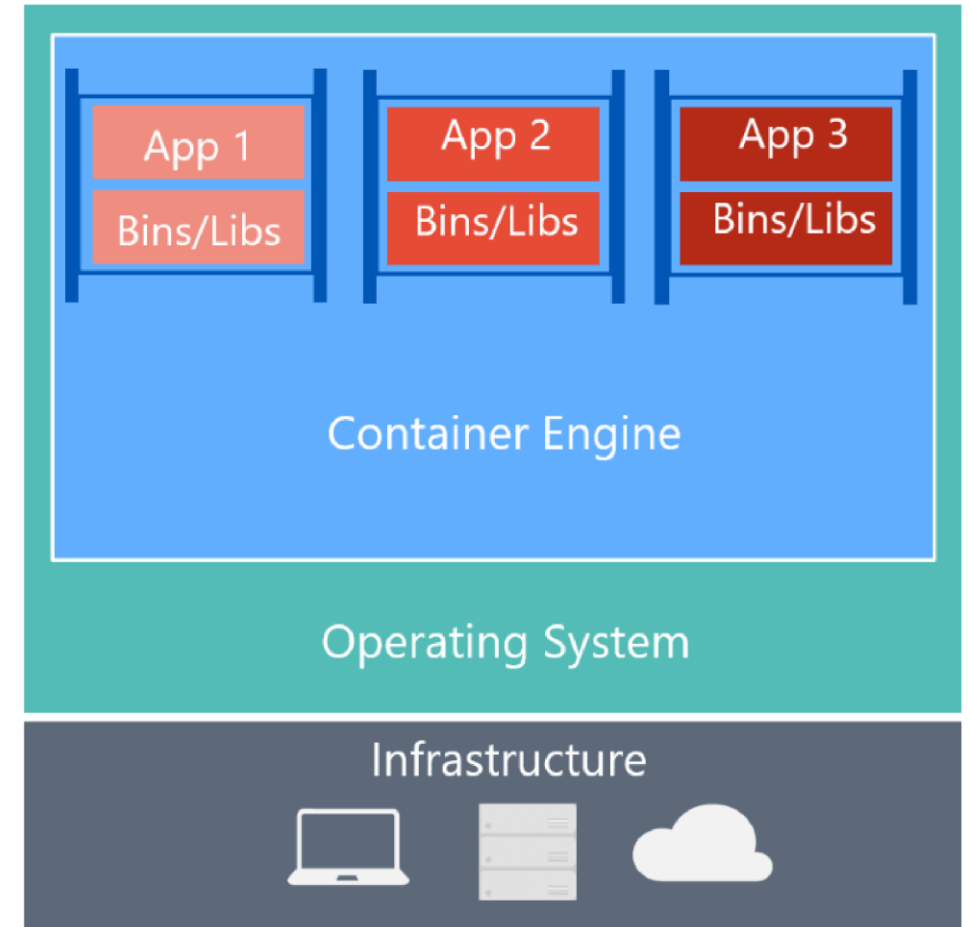 App 1
App 2
App 3
Bins/Libs
Bins/Libs
Bins/Libs
Container Engine
Operating System
Infrastructure